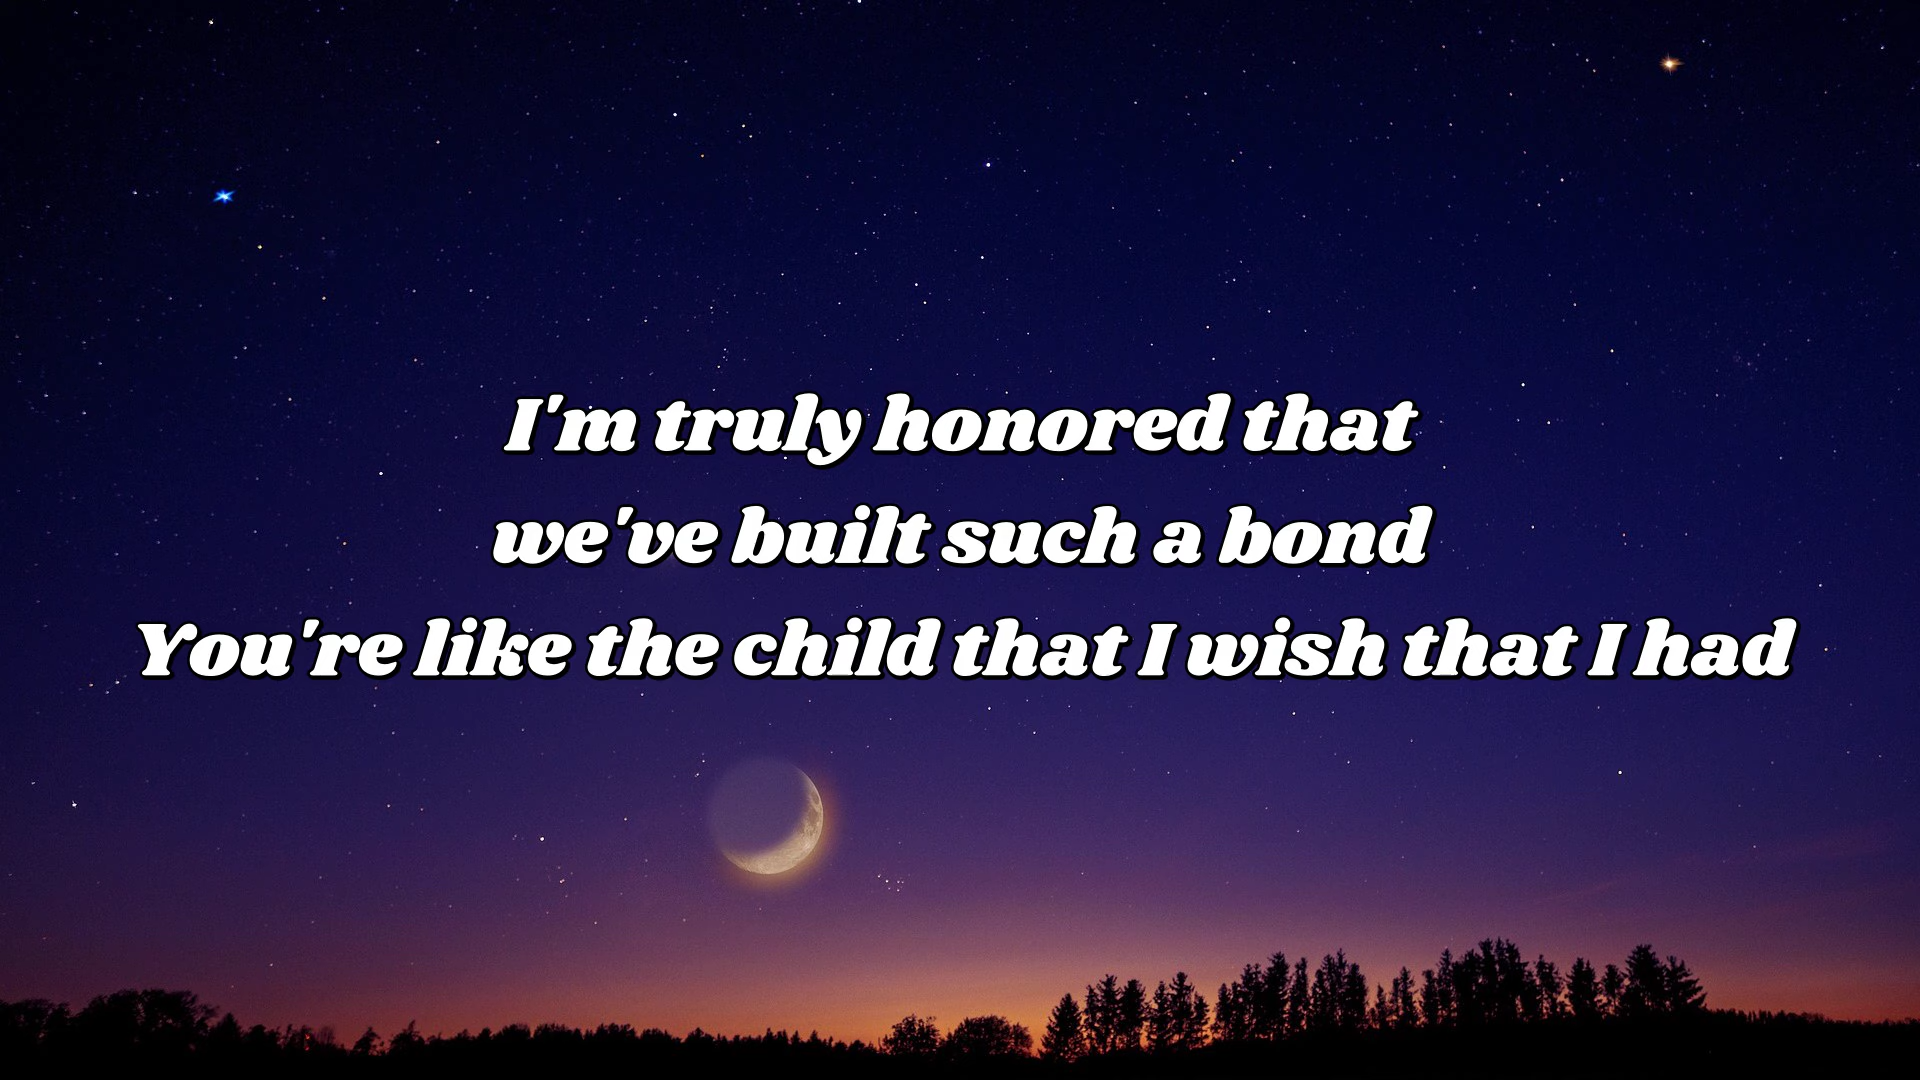 I'm truly honored that
we've built such a bond
You're like the child that I wish that I had